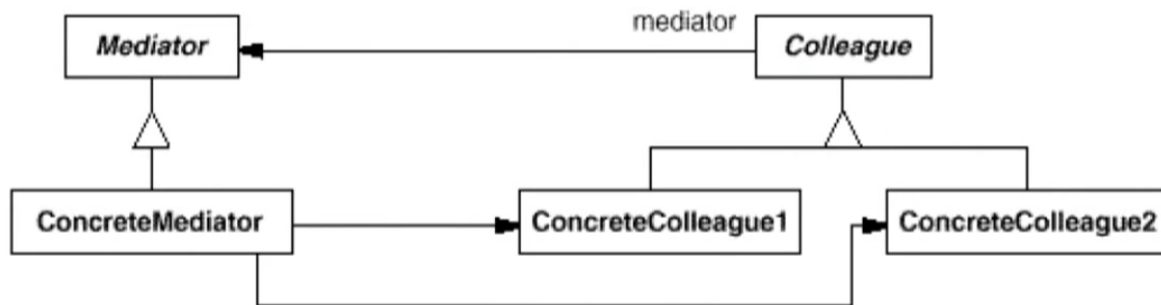 mediator
Mediator
Colleague
ConcreteMediator
ConcreteColleague1
ConcreteColleague2